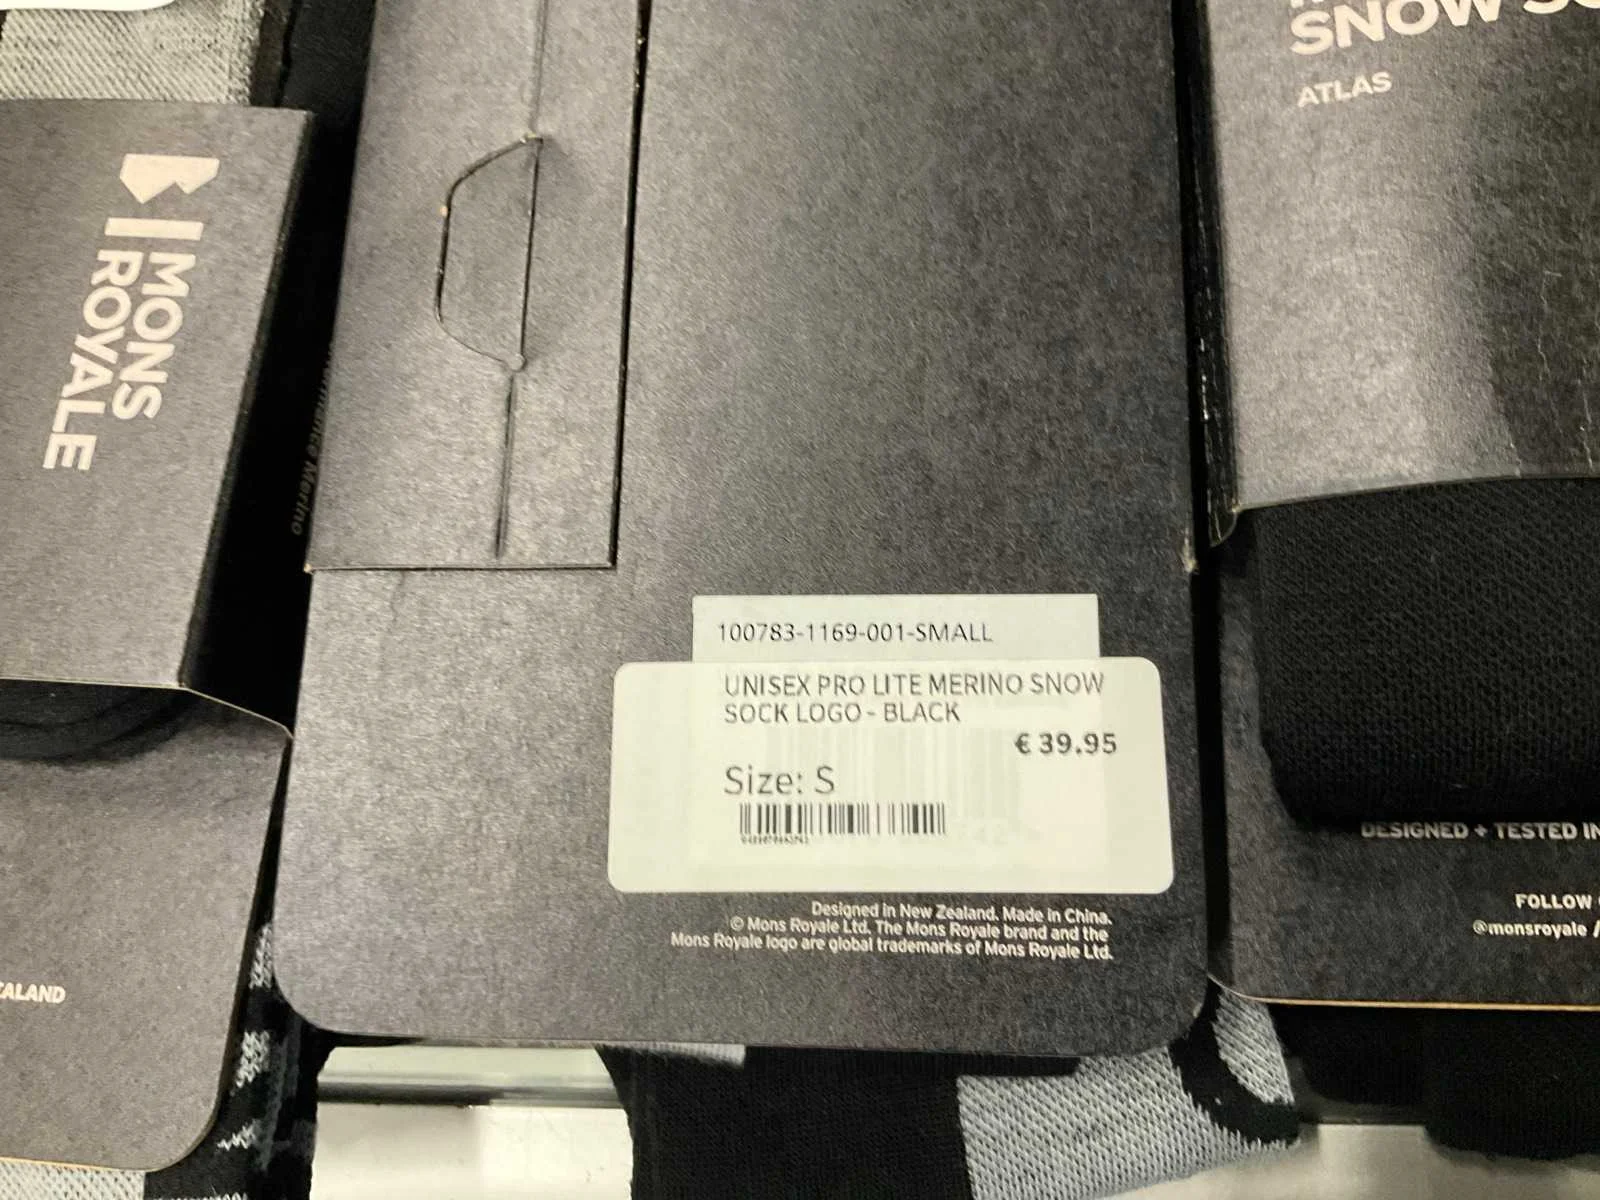 MONS
ROYALE
Merino
ZALAND
100783-1169-001-SMALL
UNISEX PRO LITE MERINO SNOW
SOCK LOGO - BLACK
€ 39.95
Size: S
Designed in New Zealand. Made in China.
© Mons Royale Ltd. The Mons Royale brand and the
Mons Royale logo are global trademarks of Mons Royale Ltd.
SNOW SO
ATLAS
DESIGNED + TESTED IN
FOLLOW
@monsroyale /